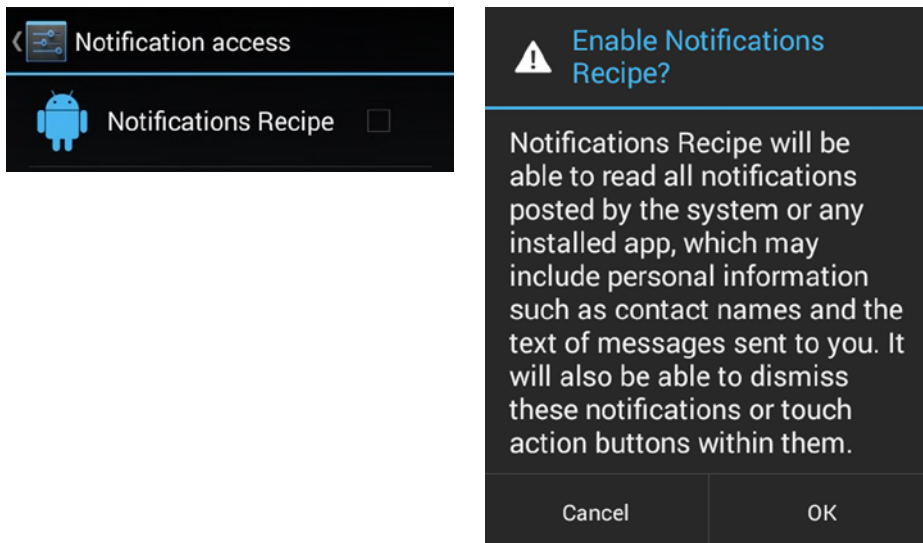 Notification access
Notifications Recipe
Enable Notifications
Recipe?
Notifications Recipe will be
able to read all notifications
posted by the system or any
installed app, which may
include personal information
such as contact names and the
text of messages sent to you. It
will also be able to dismiss
these notifications or touch
action buttons within them.
Cancel
OK